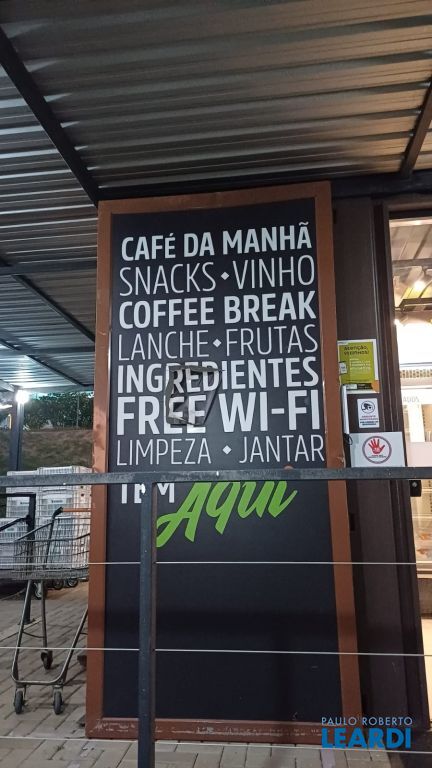 CAFÉ DA MANHÃ
SNACKS • VINHO
COFFEE BREAK
LANCHE • FRUTAS
INGREDIENTES
FREE WI-FI
LIMPEZA • JANTAR
TEM
Aqui
PAULO ROBERTO
LEARDI